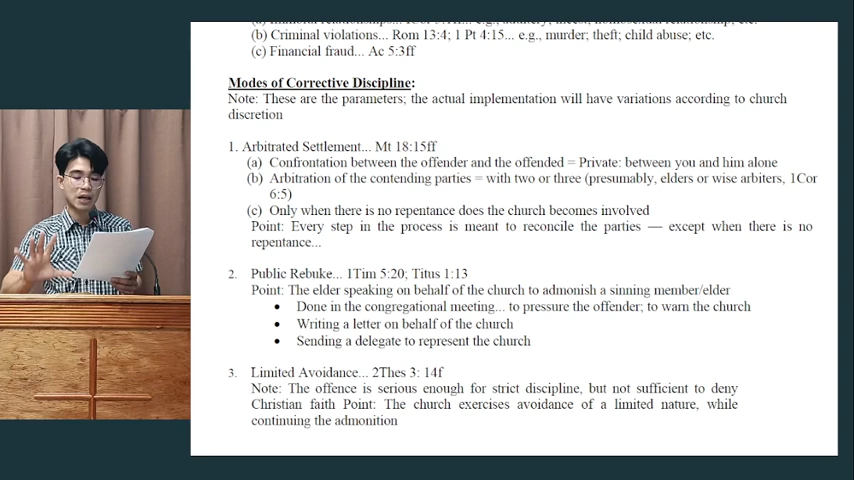 (b) Criminal violations... Rom 13:4; 1 Pt 4:15... e.g., murder; theft; child abuse; etc.
(c) Financial fraud... Ac 5:3ff
Modes of Corrective Discipline:
Note: These are the parameters; the actual implementation will have variations according to church
discretion
1. Arbitrated Settlement... Mt 18:15ff
(a) Confrontation between the offender and the offended = Private: between you and him alone
(b) Arbitration of the contending parties = with two or three (presumably, elders or wise arbiters, 1Cor
6:5)
(c) Only when there is no repentance does the church becomes involved
Point: Every step in the process is meant to reconcile the parties — except when there is no
repentance...
2. Public Rebuke... 1Tim 5:20; Titus 1:13
Point: The elder speaking on behalf of the church to admonish a sinning member/elder
• Done in the congregational meeting... to pressure the offender; to warn the church
• Writing a letter on behalf of the church
• Sending a delegate to represent the church
3. Limited Avoidance... 2Thes 3: 14f
Note: The offence is serious enough for strict discipline, but not sufficient to deny
Christian faith Point: The church exercises avoidance of a limited nature, while
continuing the admonition